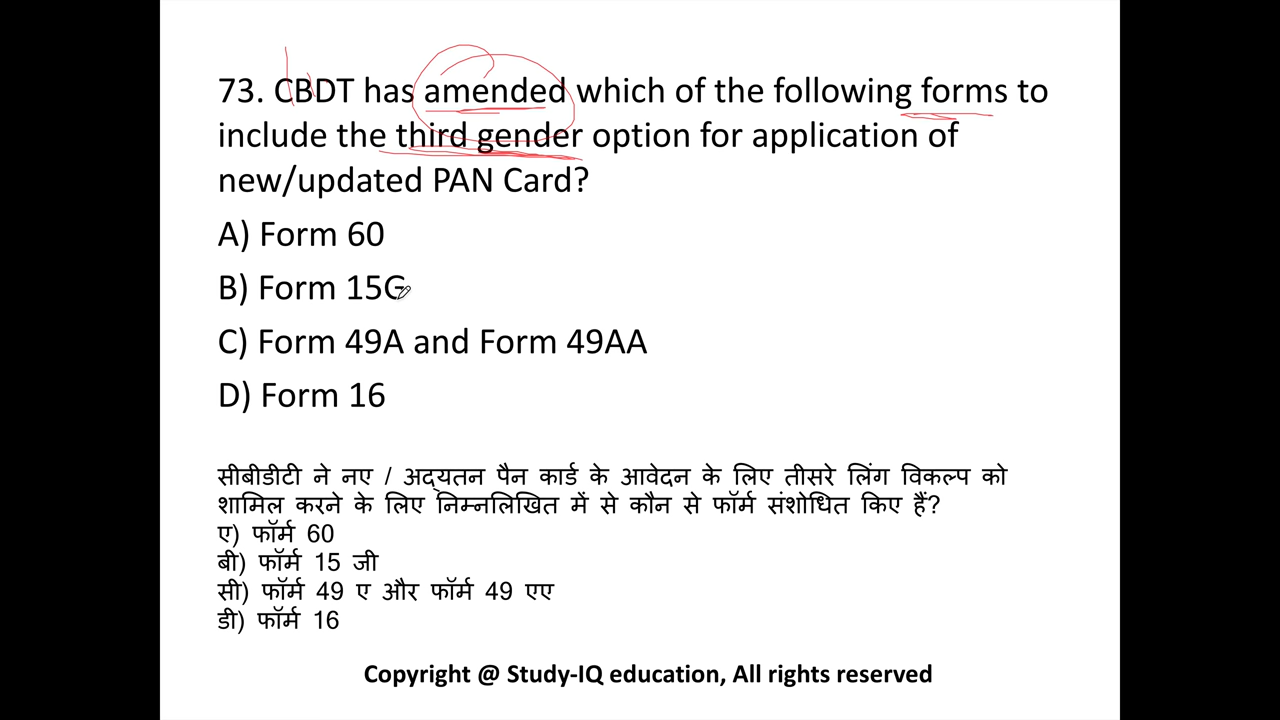 73. CBDT has amended which of the following forms to
include the third gender option for application of
new/updated PAN Card?
A) Form 60
B) Form 15G
C) Form 49A and Form 49AA
D) Form 16
सीबीडीटी ने नए / अद्यतन पैन कार्ड के आवेदन के लिए तीसरे लिंग विकल्प को
शामिल करने के लिए निम्नलिखित में से कौन से फॉर्म संशोधित किए हैं?
ए) फॉर्म 60
बी) फॉर्म 15 जी
सी) फॉर्म 49 ए और फॉर्म 49 एए
डी) फॉर्म 16
Copyright @ Study-IQ education, All rights reserved